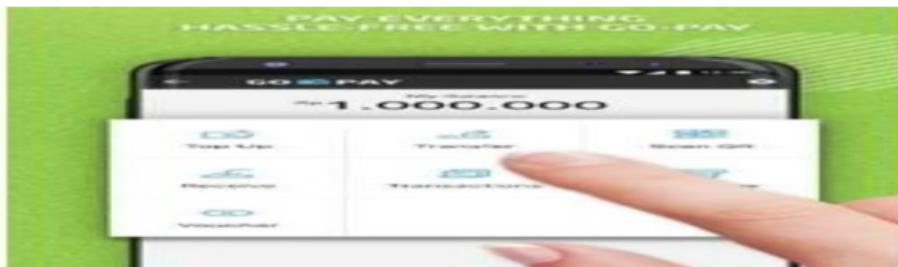 PAY EVERYTHING
HASSLE-FREE WITH GO-PAY
GO PAY
My Balance
Rp1.000.000
Top Up
Transfer
Scan QR
Receive
Transactions
Voucher